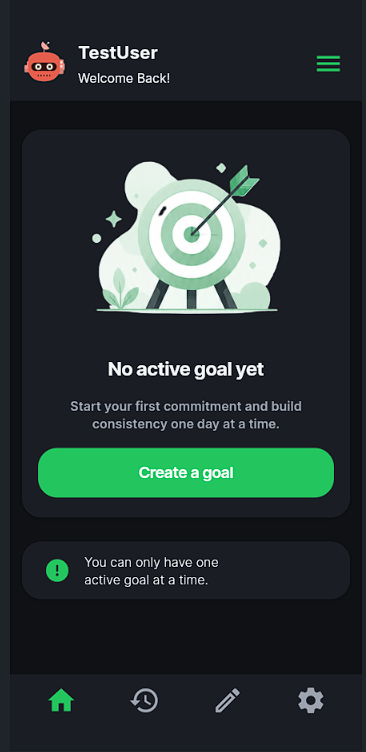 TestUser
Welcome Back!
No active goal yet
Start your first commitment and build
consistency one day at a time.
Create a goal
You can only have one
active goal at a time.